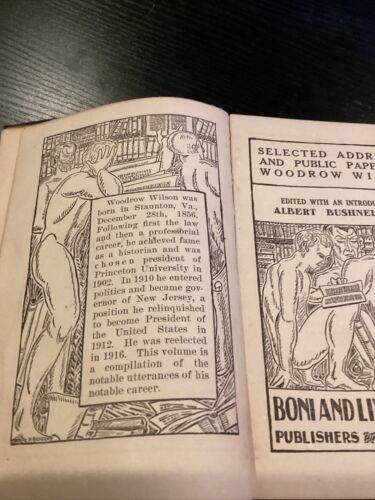 Woodrow Wilson was
born in Staunton, Va.,
December 28th, 1856.
Following first the law
and then a professorial
career, he achieved fame
as a historian and was
chosen president of
Princeton University in
1902. In 1910 he entered
politics and became gov-
ernor of New Jersey, a
position he relinquished
to become President of
the United States in
1912. He was reelected
in 1916. This volume is
a compilation of the
notable utterances of his
notable career.
SELECTED ADDR
AND PUBLIC PAPE
WOODROW WI
EDITED WITH AN INTRODU
ALBERT BUSHNEL
BONI AND LI
PUBLISHERS